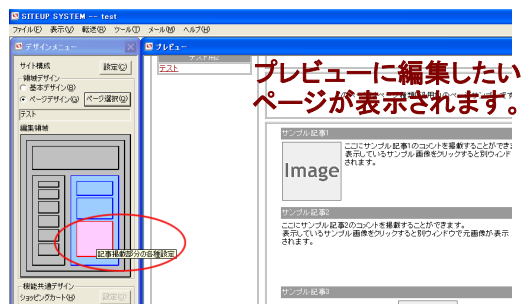 SITEUP SYSTEM -- test
ファイル(F) 表示(V) 転送(R) ツール(T) メール(M) ヘルプ(H)
デザインメニュー
サイト構成
設定(C)
領域デザイン
基本デザイン(B)
ページデザイン(G)
ページ選択(O)
テスト
編集領域
記事掲載部分の各種設定
機能共通デザイン
ショッピングカート(H)
設定(I)
プレビュー
テスト
プレビューに編集したい
ページが表示されます。
サンプル記事1
Image
ここにサンプル記事1のコメントを掲載することができま
表示しているサンプル画像をクリックすると別ウィンド
されます。
サンプル記事2
ここにサンプル記事2のコメントを掲載することができます。
表示しているサンプル画像をクリックすると別ウィンドウで元画像が表示
されます。
サンプル記事3